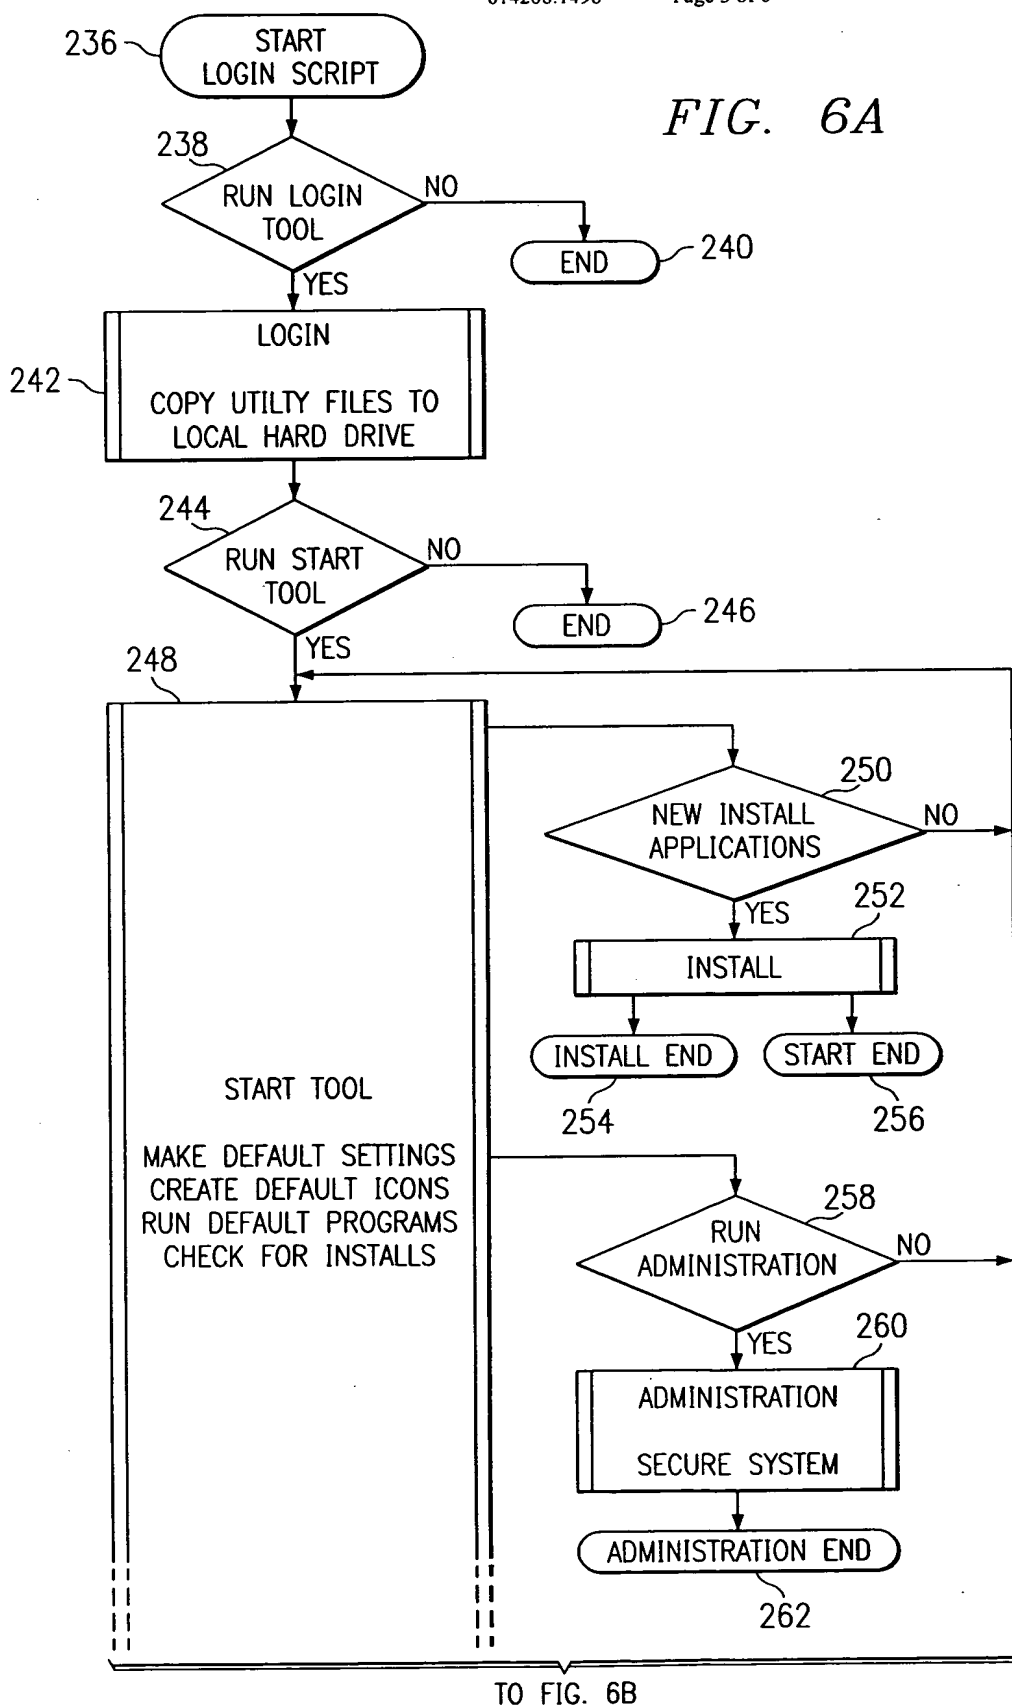 236
START
LOGIN SCRIPT
FIG. 6A
238
RUN LOGIN
TOOL
NO
END
240
YES
242
LOGIN
COPY UTILTY FILES TO
LOCAL HARD DRIVE
244
RUN START
TOOL
NO
END
246
YES
248
250
NEW INSTALL
APPLICATIONS
NO
YES
252
INSTALL
INSTALL END
START END
254
256
START TOOL
MAKE DEFAULT SETTINGS
CREATE DEFAULT ICONS
RUN DEFAULT PROGRAMS
CHECK FOR INSTALLS
258
RUN
ADMINISTRATION
NO
YES
260
ADMINISTRATION
SECURE SYSTEM
ADMINISTRATION END
262
TO FIG. 6B